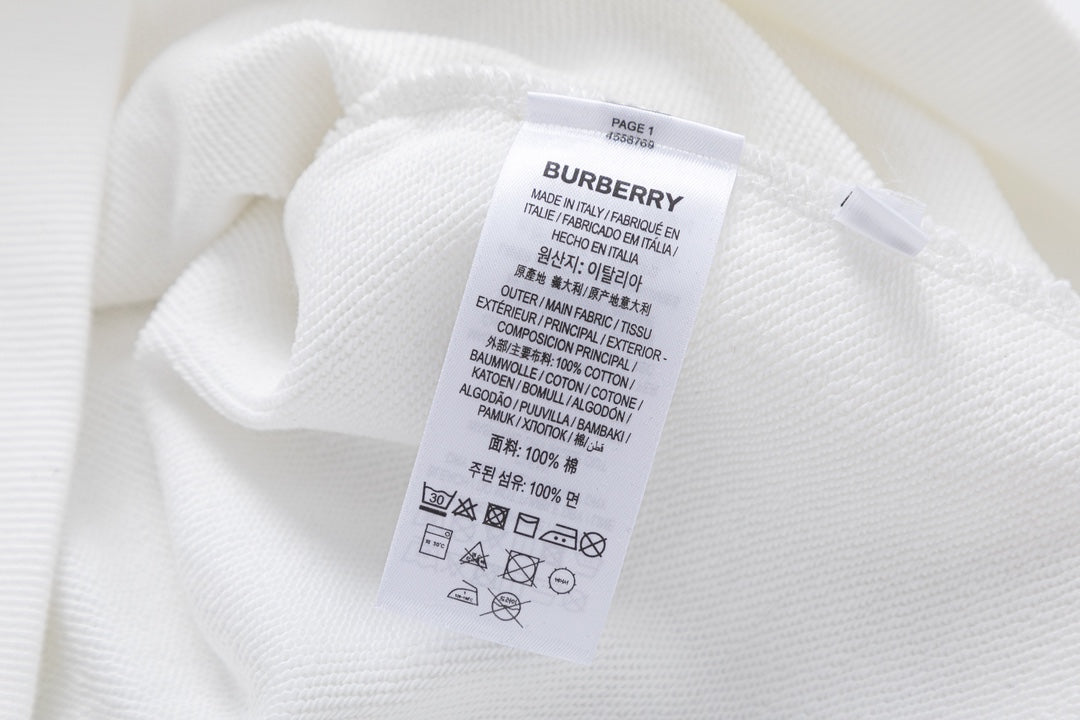 PAGE 1
4558769
BURBERRY
MADE IN ITALY / FABRIQUÉ EN
ITALIE / FABRICADO EM ITÁLIA /
HECHO EN ITALIA
원산지: 이탈리아
原產地 義大利 / 原产地意大利
OUTER / MAIN FABRIC / TISSU
EXTÉRIEUR / PRINCIPAL / EXTERIOR -
COMPOSICION PRINCIPAL /
外部/主要布料: 100% COTTON /
BAUMWOLLE / COTON / COTONE /
KATOEN / BOMULL / ALGODÓN /
ALGODÃO / PUUVILLA / BAMBAKI /
PAMUK / ХЛОПОК / 棉/قطن
面料: 100% 棉
주된 섬유: 100% 면
30